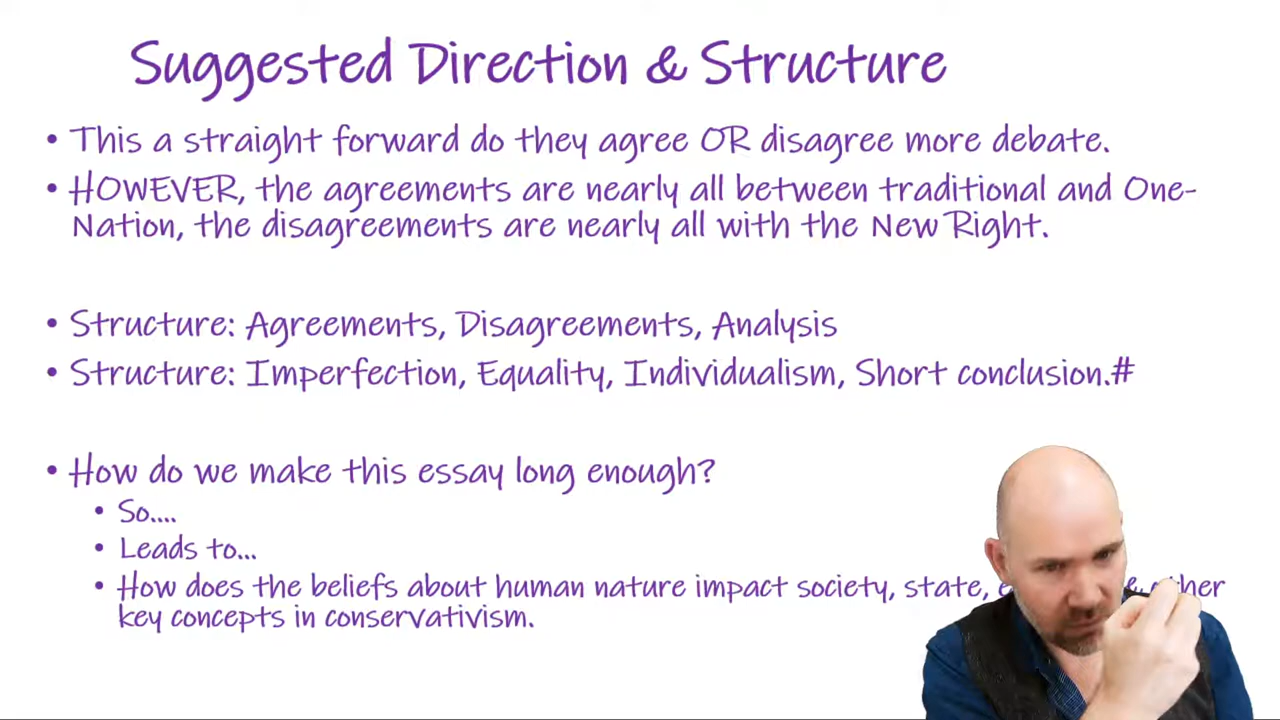 Suggested Direction & Structure
• This a straight forward do they agree OR disagree more debate.
• HOWEVER, the agreements are nearly all between traditional and One-
Nation, the disagreements are nearly all with the New Right.
• Structure: Agreements, Disagreements, Analysis
• Structure: Imperfection, Equality, Individualism, Short conclusion.#
• How do we make this essay long enough?
• So....
• Leads to...
• How does the beliefs about human nature impact society, state, other
key concepts in conservativism.